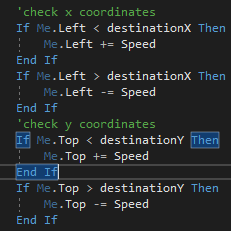 'check x coordinates
If Me.Left < destinationX Then
Me.Left += Speed
End If
If Me.Left > destinationX Then
Me.Left -= Speed
End If
'check y coordinates
If Me.Top < destinationY Then
Me.Top += Speed
End If
If Me.Top > destinationY Then
Me.Top -= Speed
End If